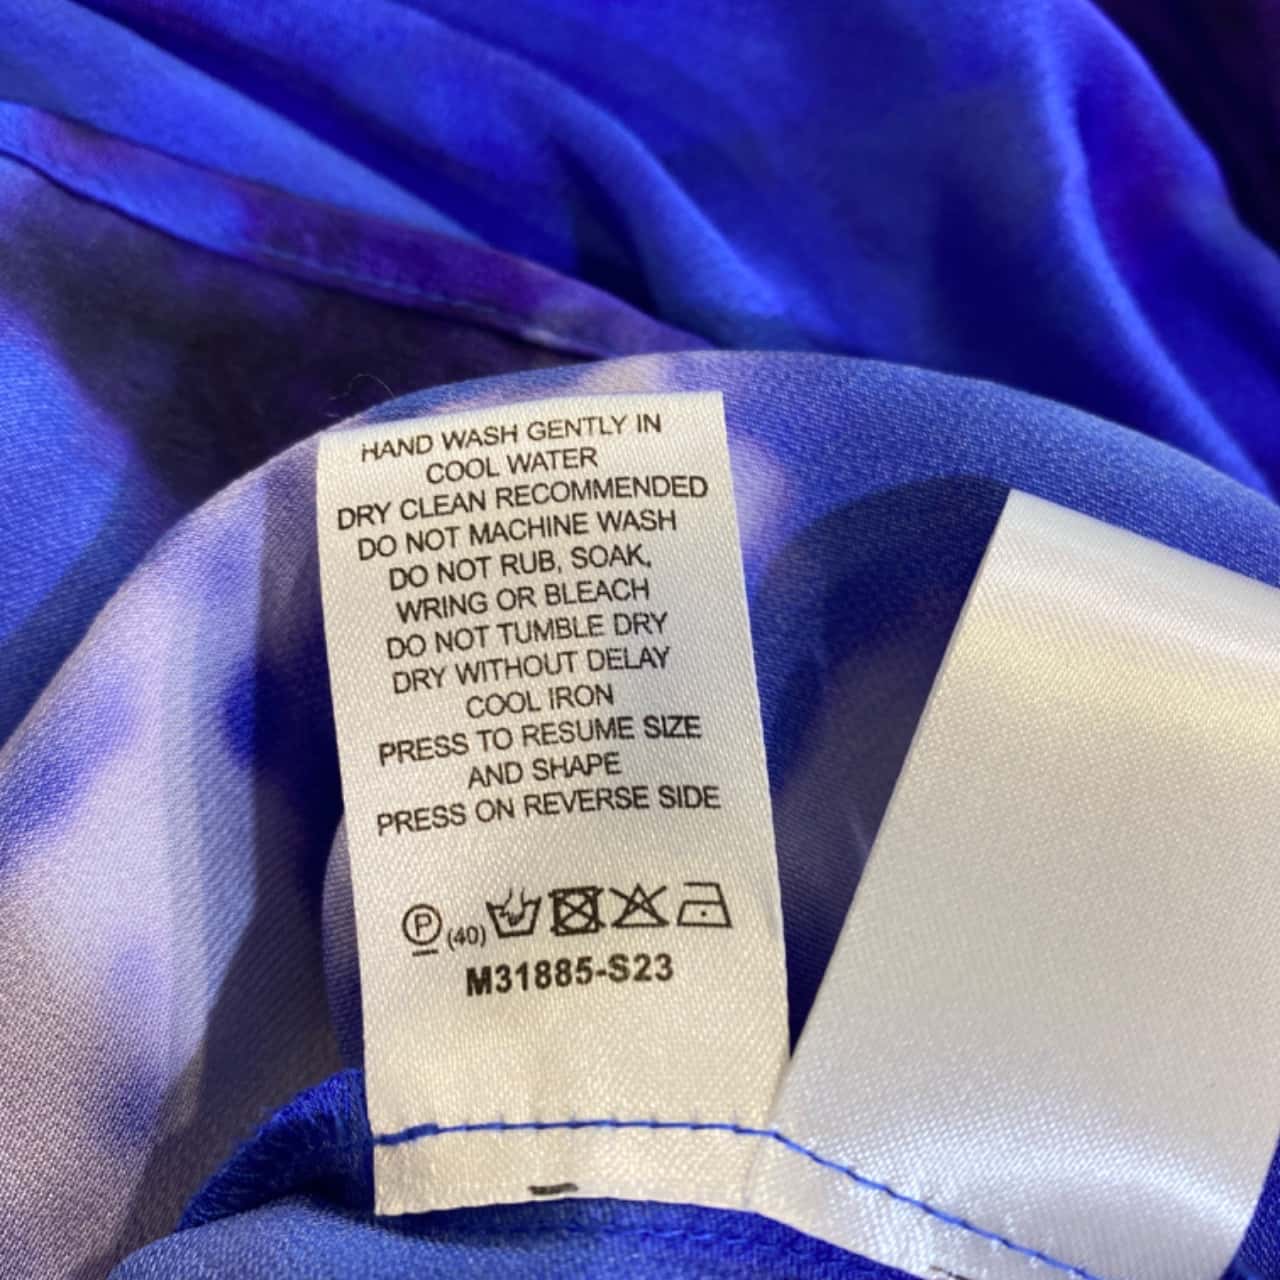 HAND WASH GENTLY IN
COOL WATER
DRY CLEAN RECOMMENDED
DO NOT MACHINE WASH
DO NOT RUB, SOAK,
WRING OR BLEACH
DO NOT TUMBLE DRY
DRY WITHOUT DELAY
COOL IRON
PRESS TO RESUME SIZE
AND SHAPE
PRESS ON REVERSE SIDE
P (40)
M31885-S23